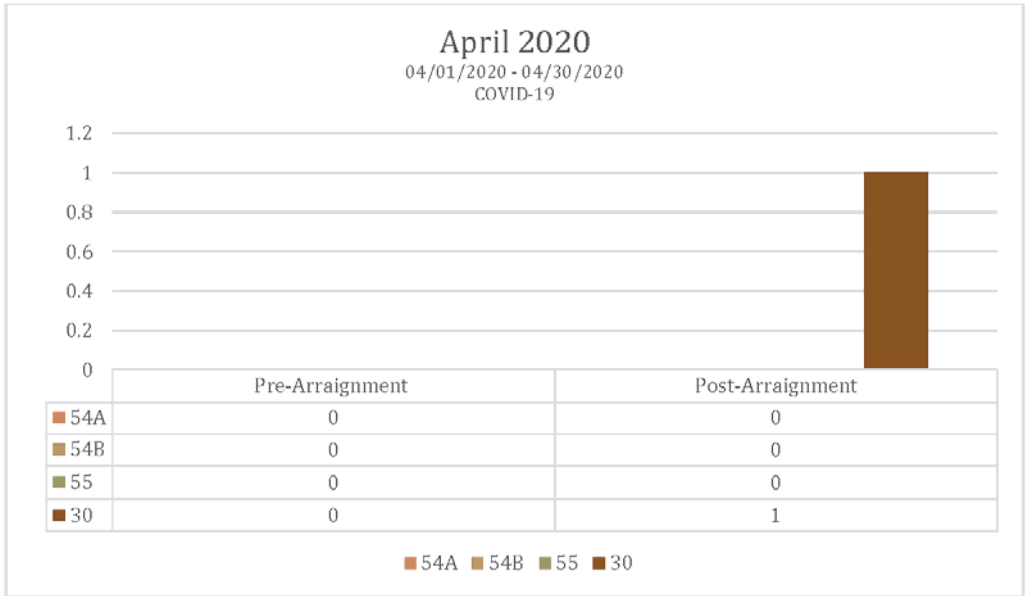 April 2020
04/01/2020 - 04/30/2020
COVID-19
1.2
1
0.8
0.6
0.4
0.2
0
Pre-Arraignment Post-Arraignment
54A 0 0
54B 0 0
55 0 0
30 0 1
54A 54B 55 30